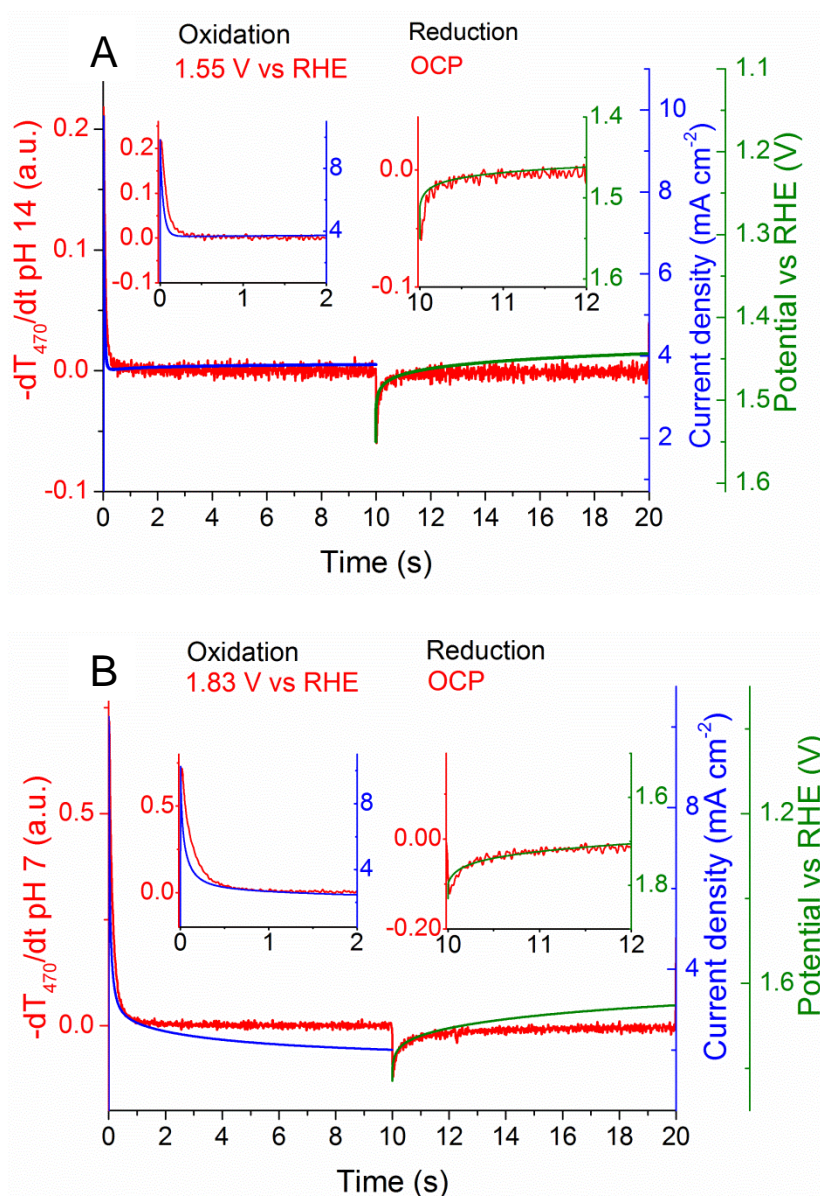 A
Oxidation
Reduction
1.55 V vs RHE
OCP
-dT470/dt pH 14 (a.u.)
0.2
0.1
0.0
-0.1
0.2
0.1
0.0
-0.1
8
4
0
1
2
0.0
-0.1
1.4
1.5
1.6
10
11
12
10
8
6
4
2
Current density (mA cm-2)
1.1
1.2
1.3
1.4
1.5
1.6
Potential vs RHE (V)
0 2 4 6 8 10 12 14 16 18 20
Time (s)
B
Oxidation
Reduction
1.83 V vs RHE
OCP
-dT470/dt pH 7 (a.u.)
0.5
0.0
0.5
0.0
8
4
0
1
2
0.00
-0.20
1.6
1.8
10
11
12
8
4
Current density (mA cm-2)
1.2
1.6
Potential vs RHE (V)
0 2 4 6 8 10 12 14 16 18 20
Time (s)